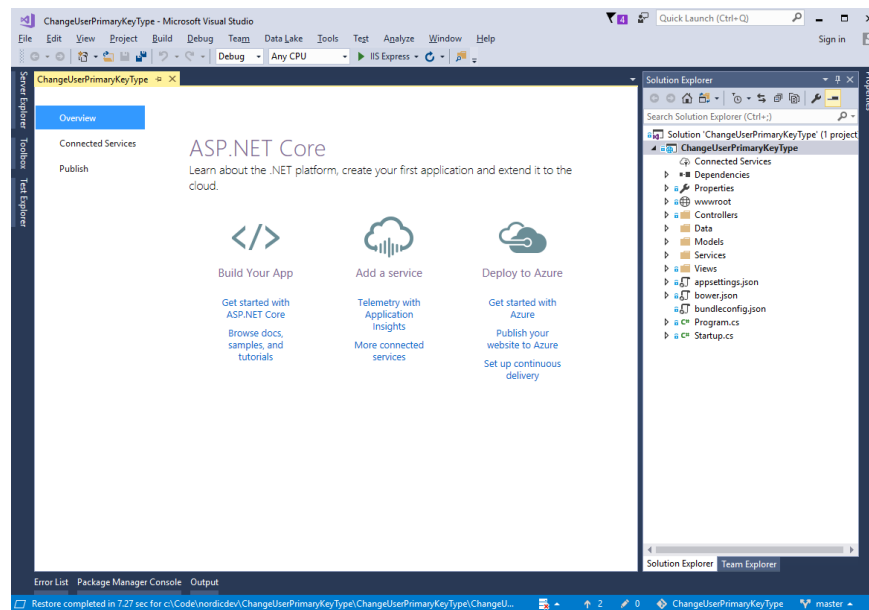 ChangeUserPrimaryKeyType - Microsoft Visual Studio
4
Quick Launch (Ctrl+Q)
File Edit View Project Build Debug Team Data Lake Tools Test Analyze Window Help
Sign in
Debug Any CPU IIS Express
Server Explorer
Toolbox
Test Explorer
ChangeUserPrimaryKeyType
Overview
Connected Services
Publish
ASP.NET Core
Learn about the .NET platform, create your first application and extend it to the
cloud.
</>
Build Your App
Get started with
ASP.NET Core
Browse docs,
samples, and
tutorials
Add a service
Telemetry with
Application
Insights
More connected
services
Deploy to Azure
Get started with
Azure
Publish your
website to Azure
Set up continuous
delivery
Solution Explorer
Search Solution Explorer (Ctrl+;)
Solution 'ChangeUserPrimaryKeyType' (1 project
ChangeUserPrimaryKeyType
Connected Services
Dependencies
Properties
wwwroot
Controllers
Data
Models
Services
Views
appsettings.json
bower.json
bundleconfig.json
C# Program.cs
C# Startup.cs
Solution Explorer Team Explorer
Properties
Error List Package Manager Console Output
Restore completed in 7.27 sec for c:\Code\nordicdev\ChangeUserPrimaryKeyType\ChangeUserPrimaryKeyType\ChangeU... 2 0 ChangeUserPrimaryKeyType master